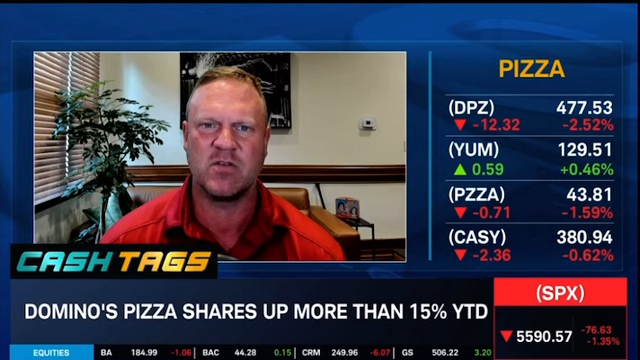 PIZZA
(DPZ) 477.53
▼ -12.32 -2.52%
(YUM) 129.51
▲ 0.59 +0.46%
(PZZA) 43.81
▼ -0.71 -1.59%
(CASY) 380.94
▼ -2.36 -0.62%
CASHTAGS
DOMINO'S PIZZA SHARES UP MORE THAN 15% YTD
(SPX)
▼ 5590.57 -76.63
-1.35%
EQUITIES BA 184.99 -1.06 BAC 44.28 0.15 CRM 249.96 -6.07 GS 506.22 3.20